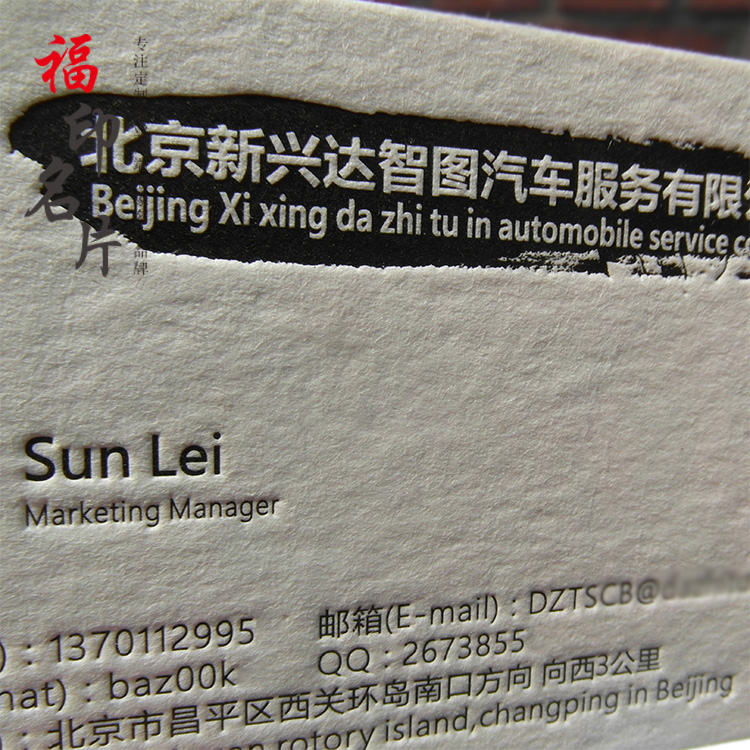 福印名片
专注定制
品牌
北京新兴达智图汽车服务有限
Beijing Xi xing da zhi tu in automobile service co
Sun Lei
Marketing Manager
) : 1370112995
邮箱(E-mail) : DZTSCB@
hat) : baz00k
QQ : 2673855
) : 北京市昌平区西关环岛南口方向 向西3公里
rotory island,changping in Beijing